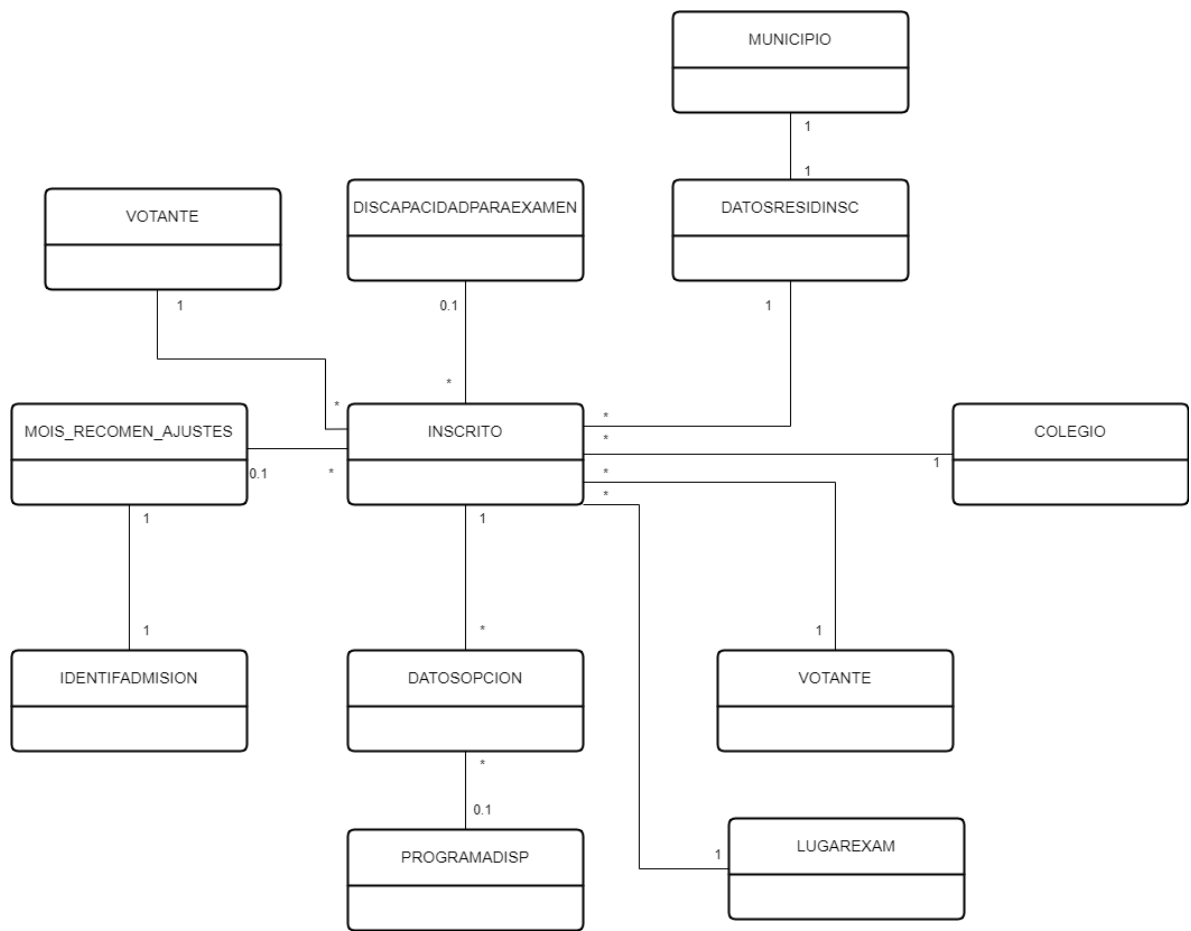 MUNICIPIO
1
1
DATOSRESIDINSC
1
VOTANTE
1
DISCAPACIDADPARAEXAMEN
0.1
*
*
MOIS_RECOMEN_AJUSTES
0.1
*
INSCRITO
*
*
*
*
1
COLEGIO
1
1
1
IDENTIFADMISION
*
DATOSOPCION
1
VOTANTE
*
0.1
PROGRAMADISP
1
LUGAREXAM